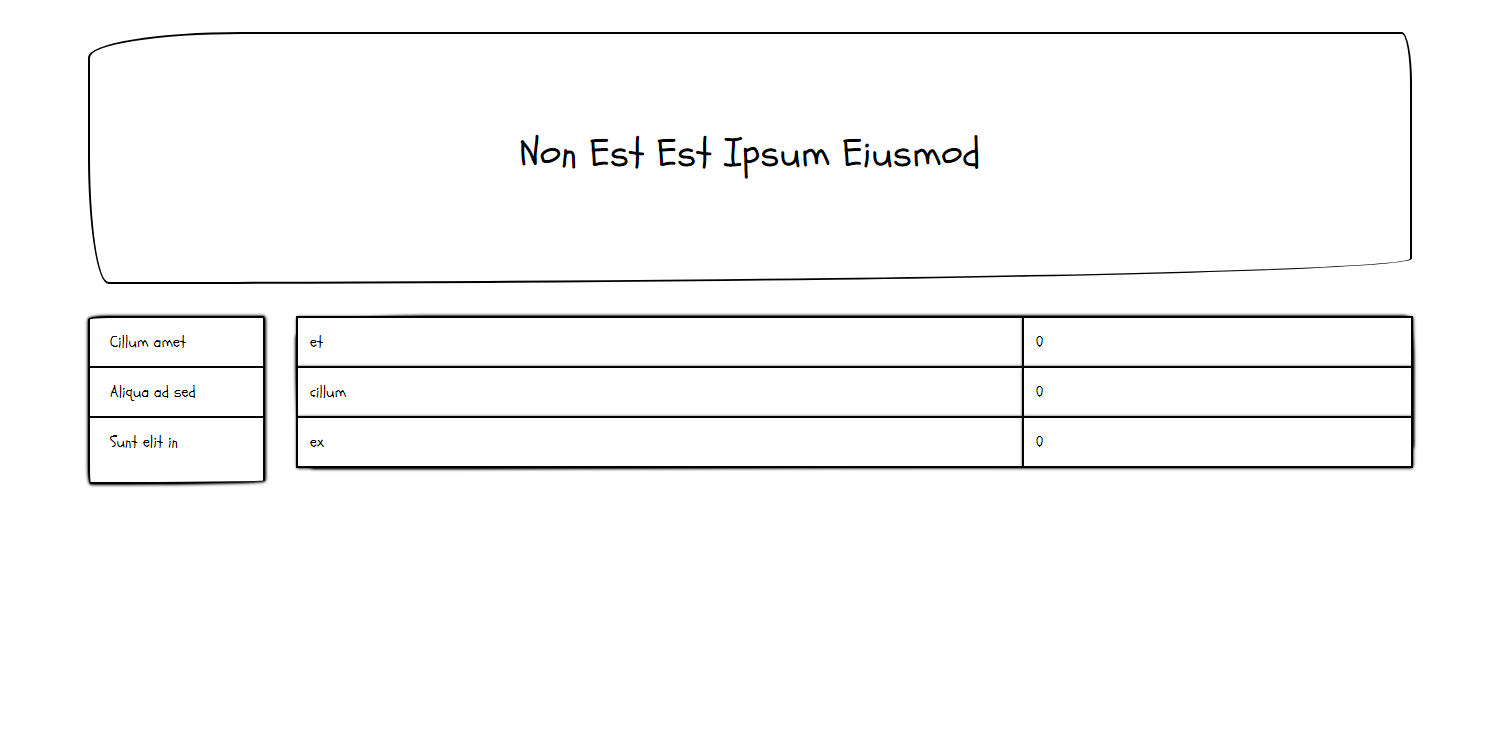 Non Est Est Ipsum Eiusmod
Cillum amet
Aliqua ad sed
Sunt elit in
et 0
cillum 0
ex 0